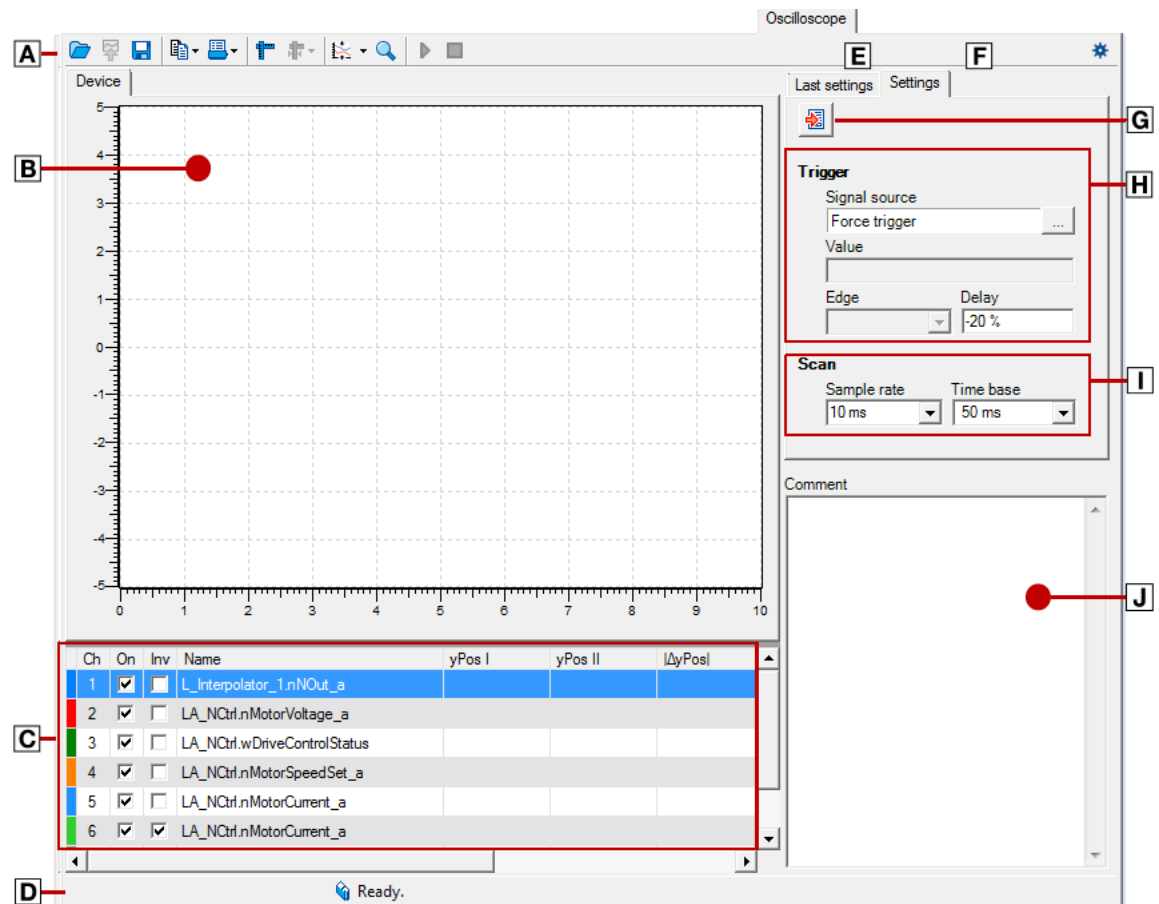 Oscilloscope
A
E
F
Device
Last settings
Settings
G
5
4
3
2
1
0
-1
-2
-3
-4
-5
0 1 2 3 4 5 6 7 8 9 10
B
H
Trigger
Signal source
Force trigger ...
Value
Edge Delay
-20 %
I
Scan
Sample rate Time base
10 ms 50 ms
Comment
J
C
Ch On Inv Name yPos I yPos II |ΔyPos|
1 L_Interpolator_1.nNOut_a
2 LA_NCtrl.nMotorVoltage_a
3 LA_NCtrl.wDriveControlStatus
4 LA_NCtrl.nMotorSpeedSet_a
5 LA_NCtrl.nMotorCurrent_a
6 LA_NCtrl.nMotorCurrent_a
D
Ready.